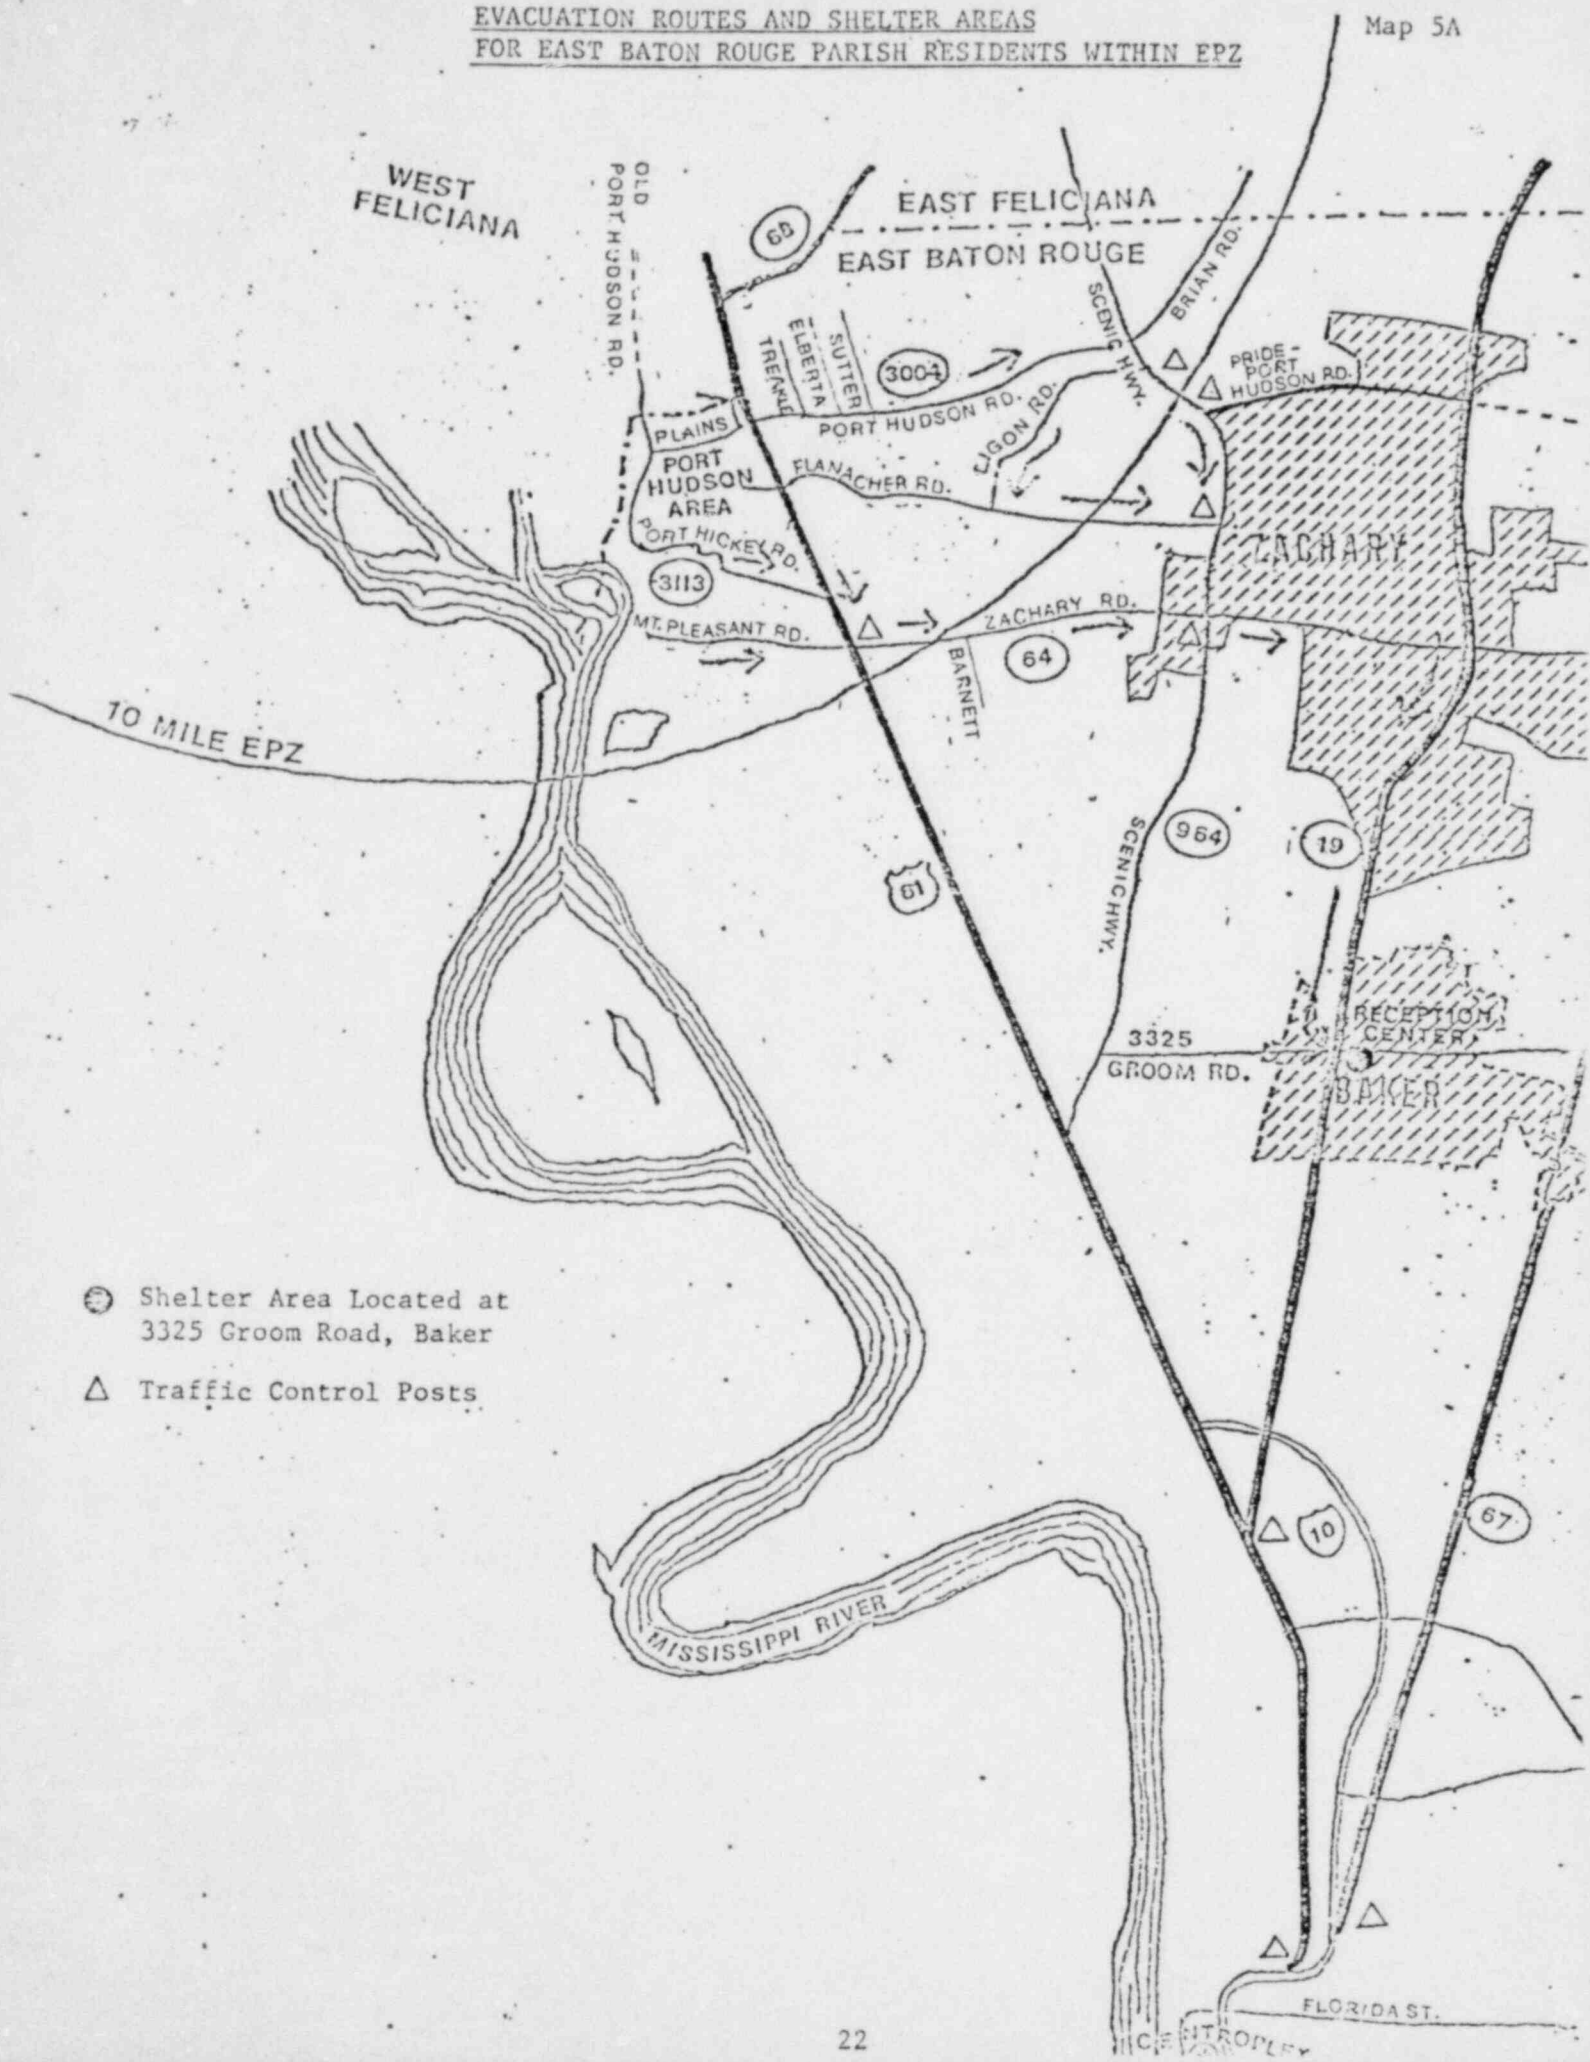 EVACUATION ROUTES AND SHELTER AREAS
FOR EAST BATON ROUGE PARISH RESIDENTS WITHIN EPZ
Map 5A
WEST
FELICIANA
OLD
PORT HUDSON RD.
68
EAST FELICIANA
EAST BATON ROUGE
SCENIC HWY.
BRIAN RD.
TREAKLE
ELBERTA
SUTTER
3004
PRIDE-
PORT
HUDSON RD.
PLAINS
PORT HUDSON RD.
LIGON RD.
PORT
HUDSON
AREA
FLANACHER RD.
PORT HICKEY RD.
ZACHARY
3113
MT. PLEASANT RD.
ZACHARY RD.
64
BARNETT
10 MILE EPZ
SCENIC HWY.
964
19
61
RECEPTION
CENTER
3325
GROOM RD.
BAKER
Shelter Area Located at
3325 Groom Road, Baker
Traffic Control Posts
10
67
MISSISSIPPI RIVER
FLORIDA ST.
22